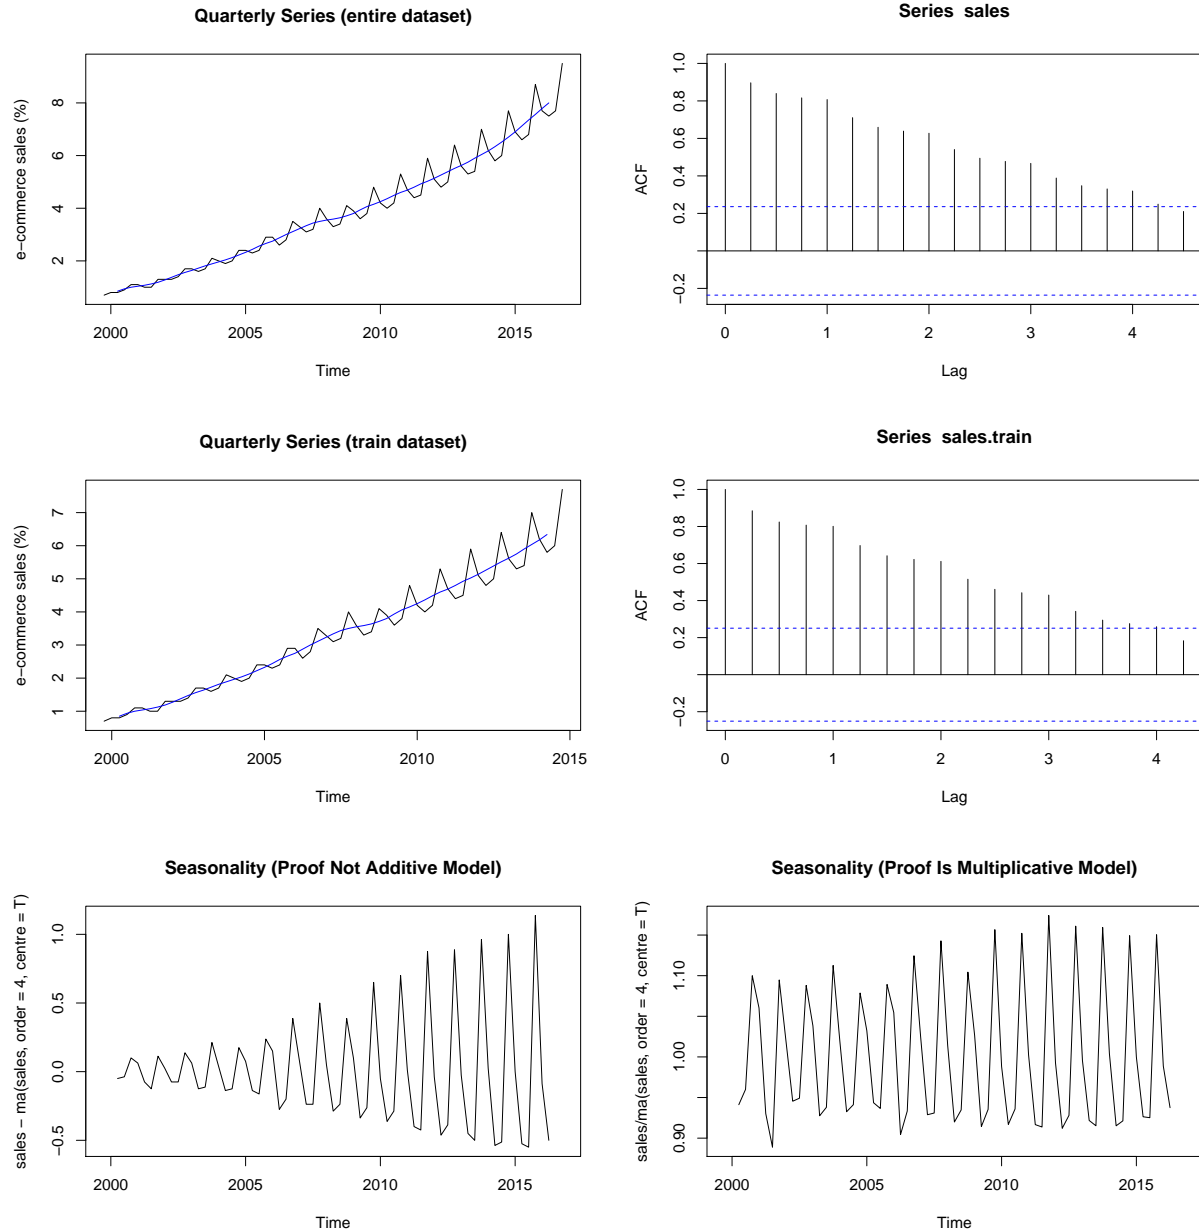 Quarterly Series (entire dataset)
e−commerce sales (%)
2 4 6 8
2000 2005 2010 2015
Time
Series sales
ACF
−0.2 0.2 0.4 0.6 0.8 1.0
0 1 2 3 4
Lag
Quarterly Series (train dataset)
e−commerce sales (%)
1 2 3 4 5 6 7
2000 2005 2010 2015
Time
Series sales.train
ACF
−0.2 0.2 0.4 0.6 0.8 1.0
0 1 2 3 4
Lag
Seasonality (Proof Not Additive Model)
sales − ma(sales, order = 4, centre = T)
−0.5 0.0 0.5 1.0
2000 2005 2010 2015
Time
Seasonality (Proof Is Multiplicative Model)
sales/ma(sales, order = 4, centre = T)
0.90 1.00 1.10
2000 2005 2010 2015
Time